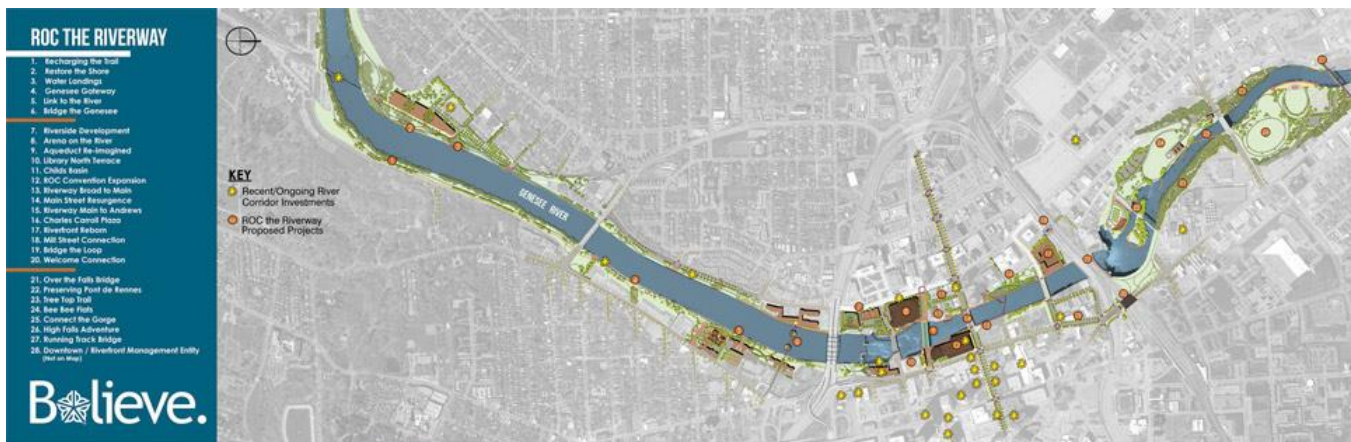 ROC THE RIVERWAY
1. Recharging the Trail
2. Restore the Shore
3. Water Landings
4. Genesee Gateway
5. Link to the River
6. Bridge the Genesee
7. Riverside Development
8. Arena on the River
9. Aqueduct Re-imagined
10. Library North Terrace
11. Childs Basin
12. ROC Convention Expansion
13. Riverway Broad to Main
14. Main Street Resurgence
15. Riverway Main to Andrews
16. Charles Carroll Plaza
17. Riverfront Reborn
18. Mill Street Connection
19. Bridge the Loop
20. Welcome Connection
21. Over the Falls Bridge
22. Preserving Pont de Rennes
23. Tree Top Trail
24. Bee Bee Flats
25. Connect the Gorge
26. High Falls Adventure
27. Running Track Bridge
28. Downtown / Riverfront Management Entity
(Not on Map)
Believe.
KEY
Recent/Ongoing River
Corridor Investments
ROC the Riverway
Proposed Projects
GENESEE RIVER